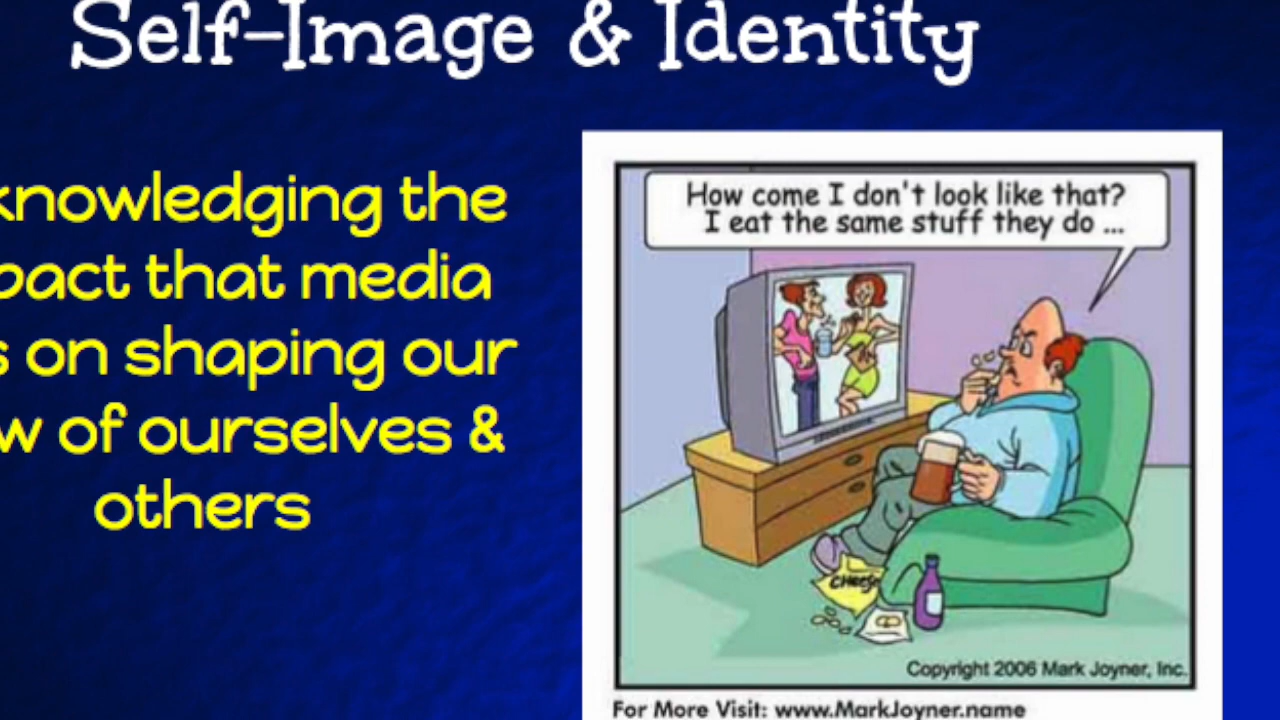 Self-Image & Identity
knowledging the
pact that media
s on shaping our
w of ourselves &
others
How come I don't look like that?
I eat the same stuff they do ...
CHEESE
Copyright 2006 Mark Joyner, Inc.
For More Visit: www.MarkJoyner.name